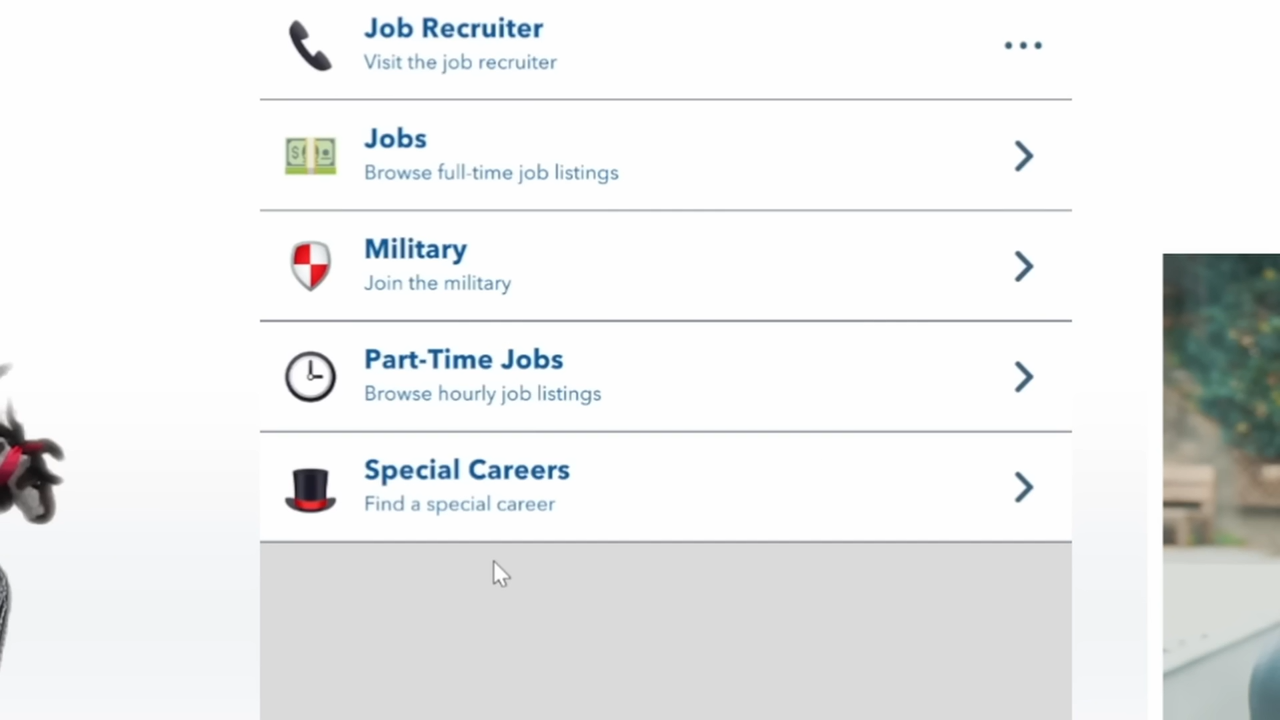 Job Recruiter
Visit the job recruiter
Jobs
Browse full-time job listings
Military
Join the military
Part-Time Jobs
Browse hourly job listings
Special Careers
Find a special career